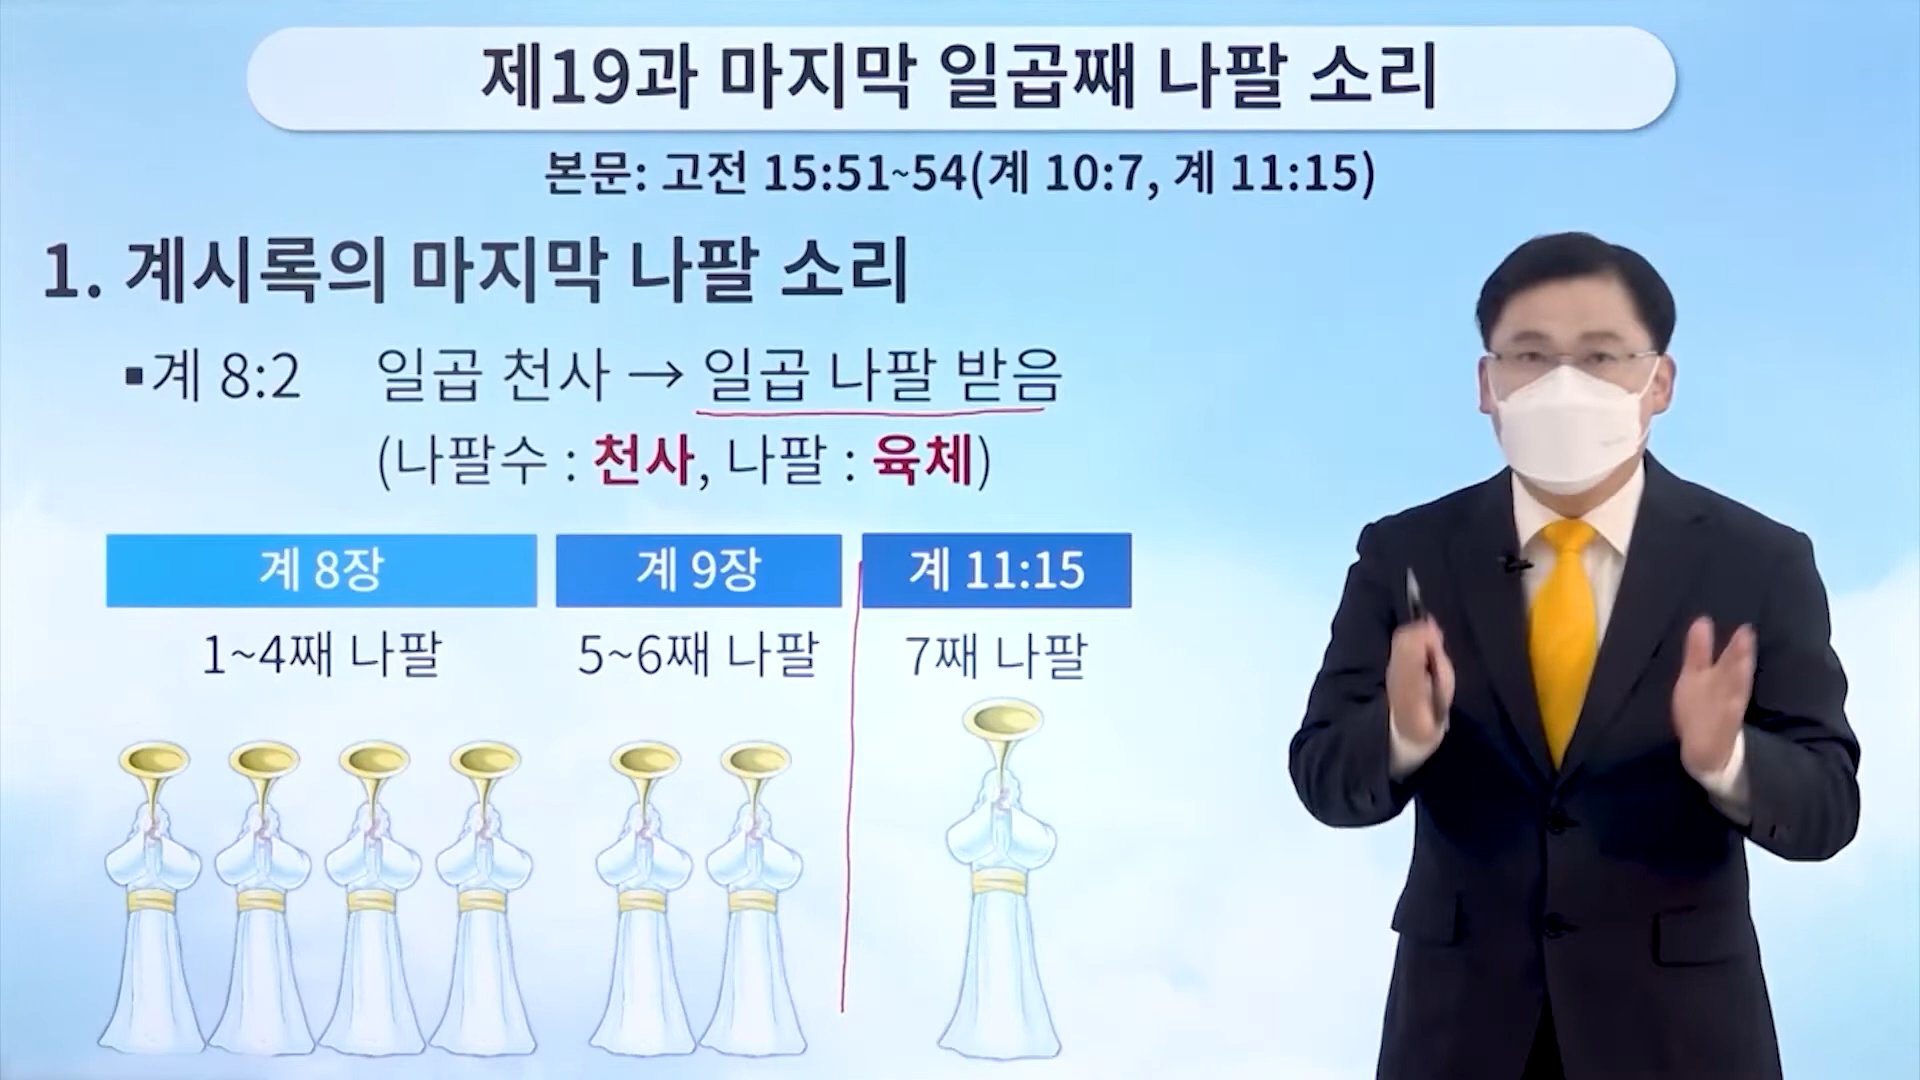 제19과 마지막 일곱째 나팔 소리
본문: 고전 15:51~54(계 10:7, 계 11:15)
1. 계시록의 마지막 나팔 소리
▪계 8:2 일곱 천사 → 일곱 나팔 받음
(나팔수 : 천사, 나팔 : 육체)
계 8장 계 9장 계 11:15
1~4째 나팔 5~6째 나팔 7째 나팔